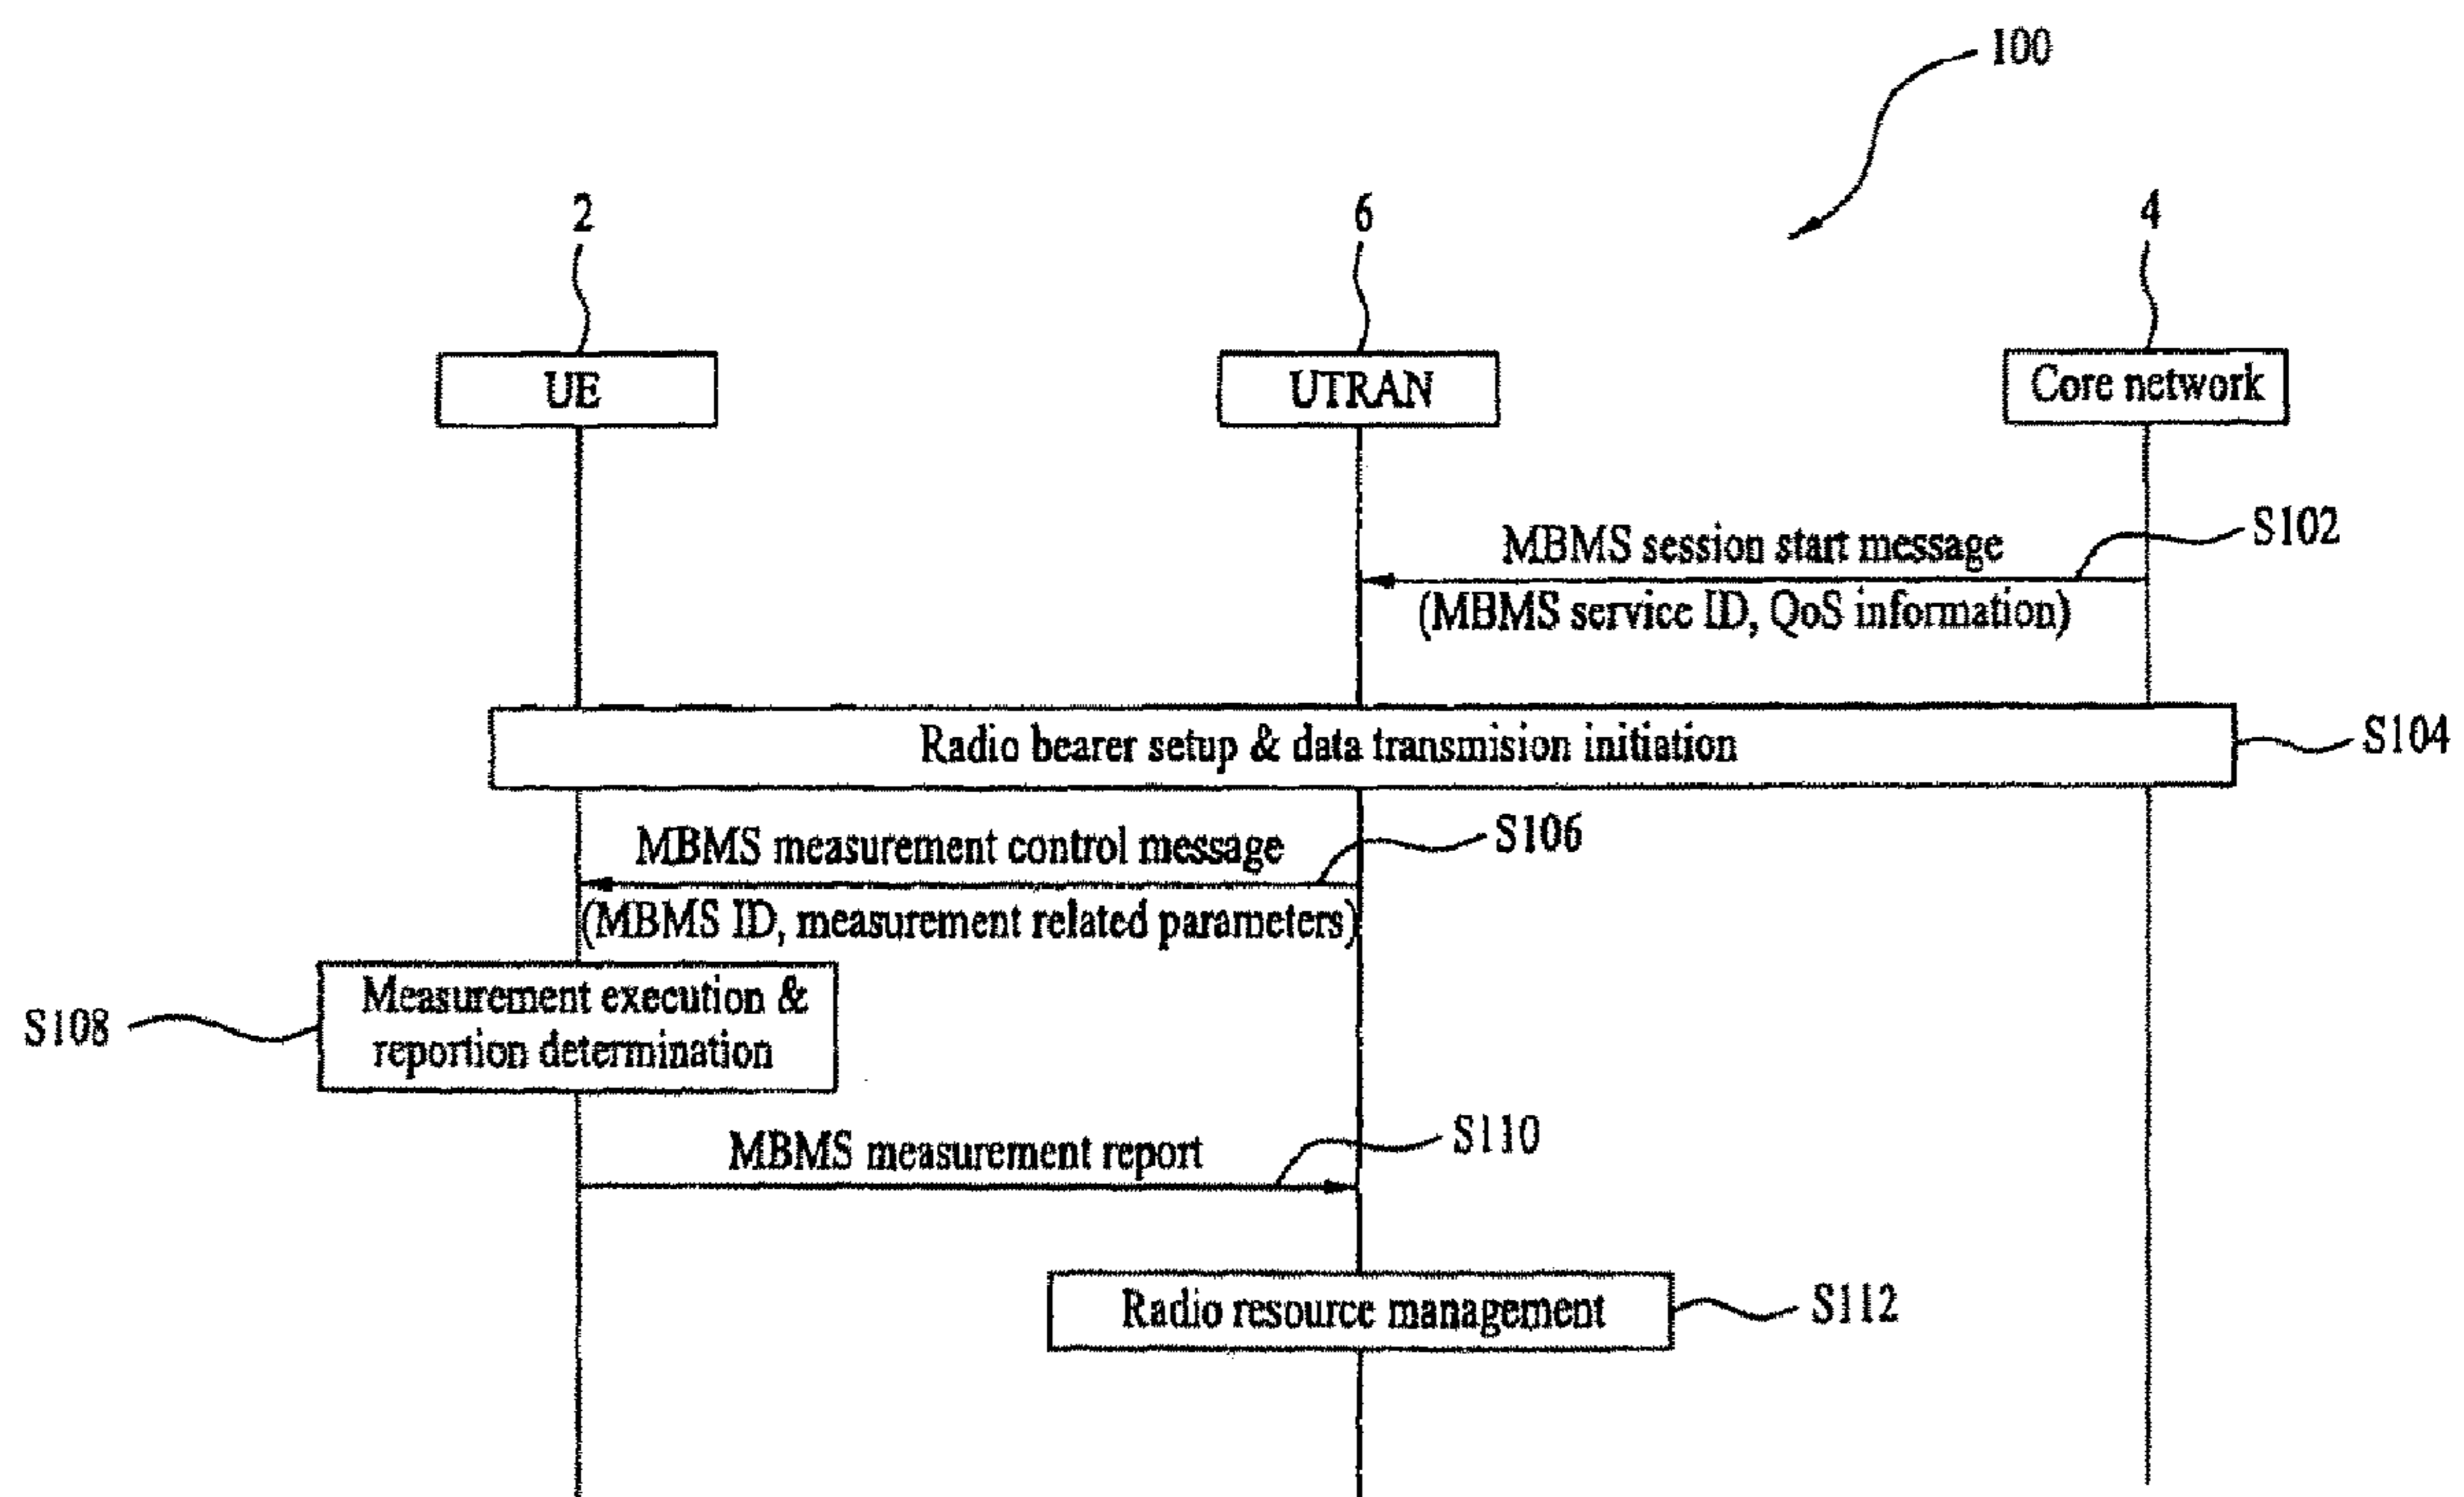 100
2
6
4
UE
UTRAN
Core network
MBMS session start message
S102
(MBMS service ID, QoS information)
Radio bearer setup & data transmision initiation
S104
MBMS measurement control message
S106
(MBMS ID, measurement related parameters)
Measurement execution &
reportion determination
S108
MBMS measurement report
S110
Radio resource management
S112